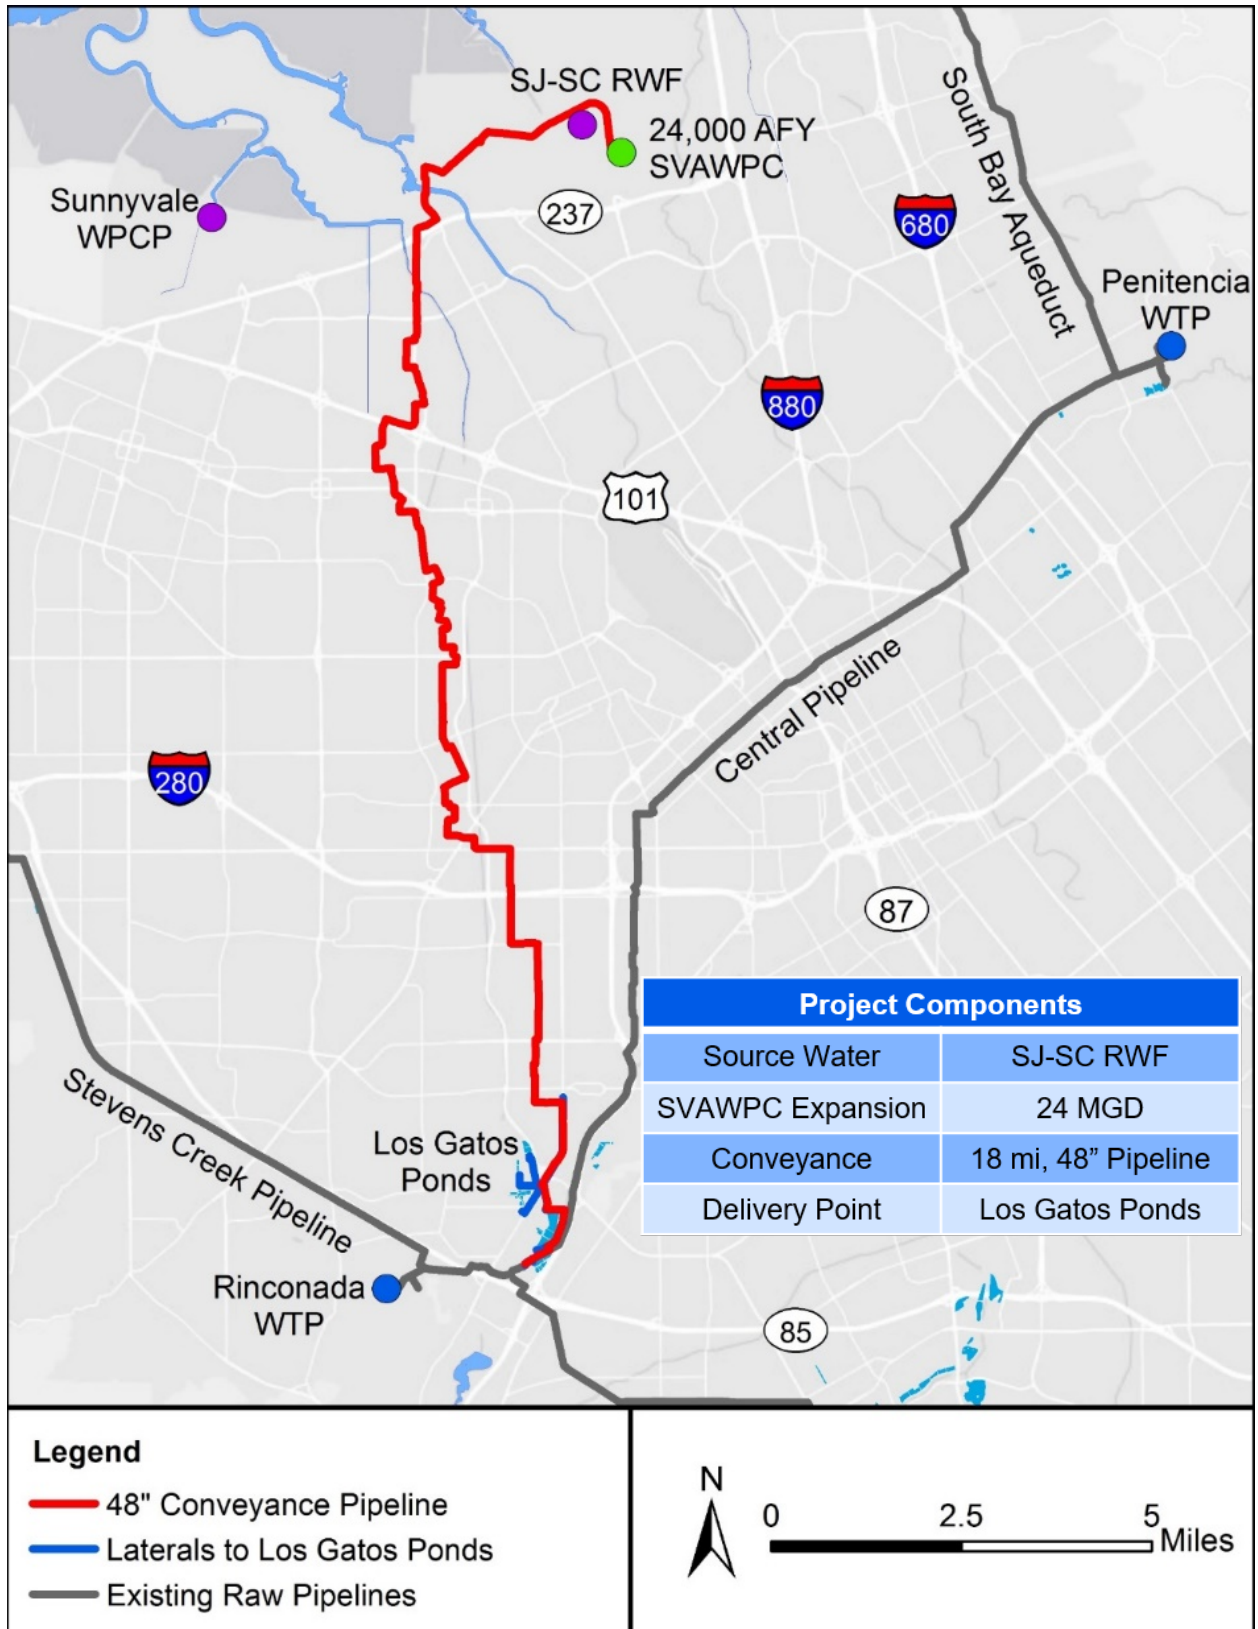 SJ-SC RWF
24,000 AFY
SVAWPC
Sunnyvale
WPCP
237
680
South Bay Aqueduct
Penitencia
WTP
880
101
Central Pipeline
280
87
Project Components
Source Water SJ-SC RWF
SVAWPC Expansion 24 MGD
Conveyance 18 mi, 48” Pipeline
Delivery Point Los Gatos Ponds
Stevens Creek Pipeline
Los Gatos
Ponds
Rinconada
WTP
85
Legend
48" Conveyance Pipeline
Laterals to Los Gatos Ponds
Existing Raw Pipelines
N
0 2.5 5
Miles